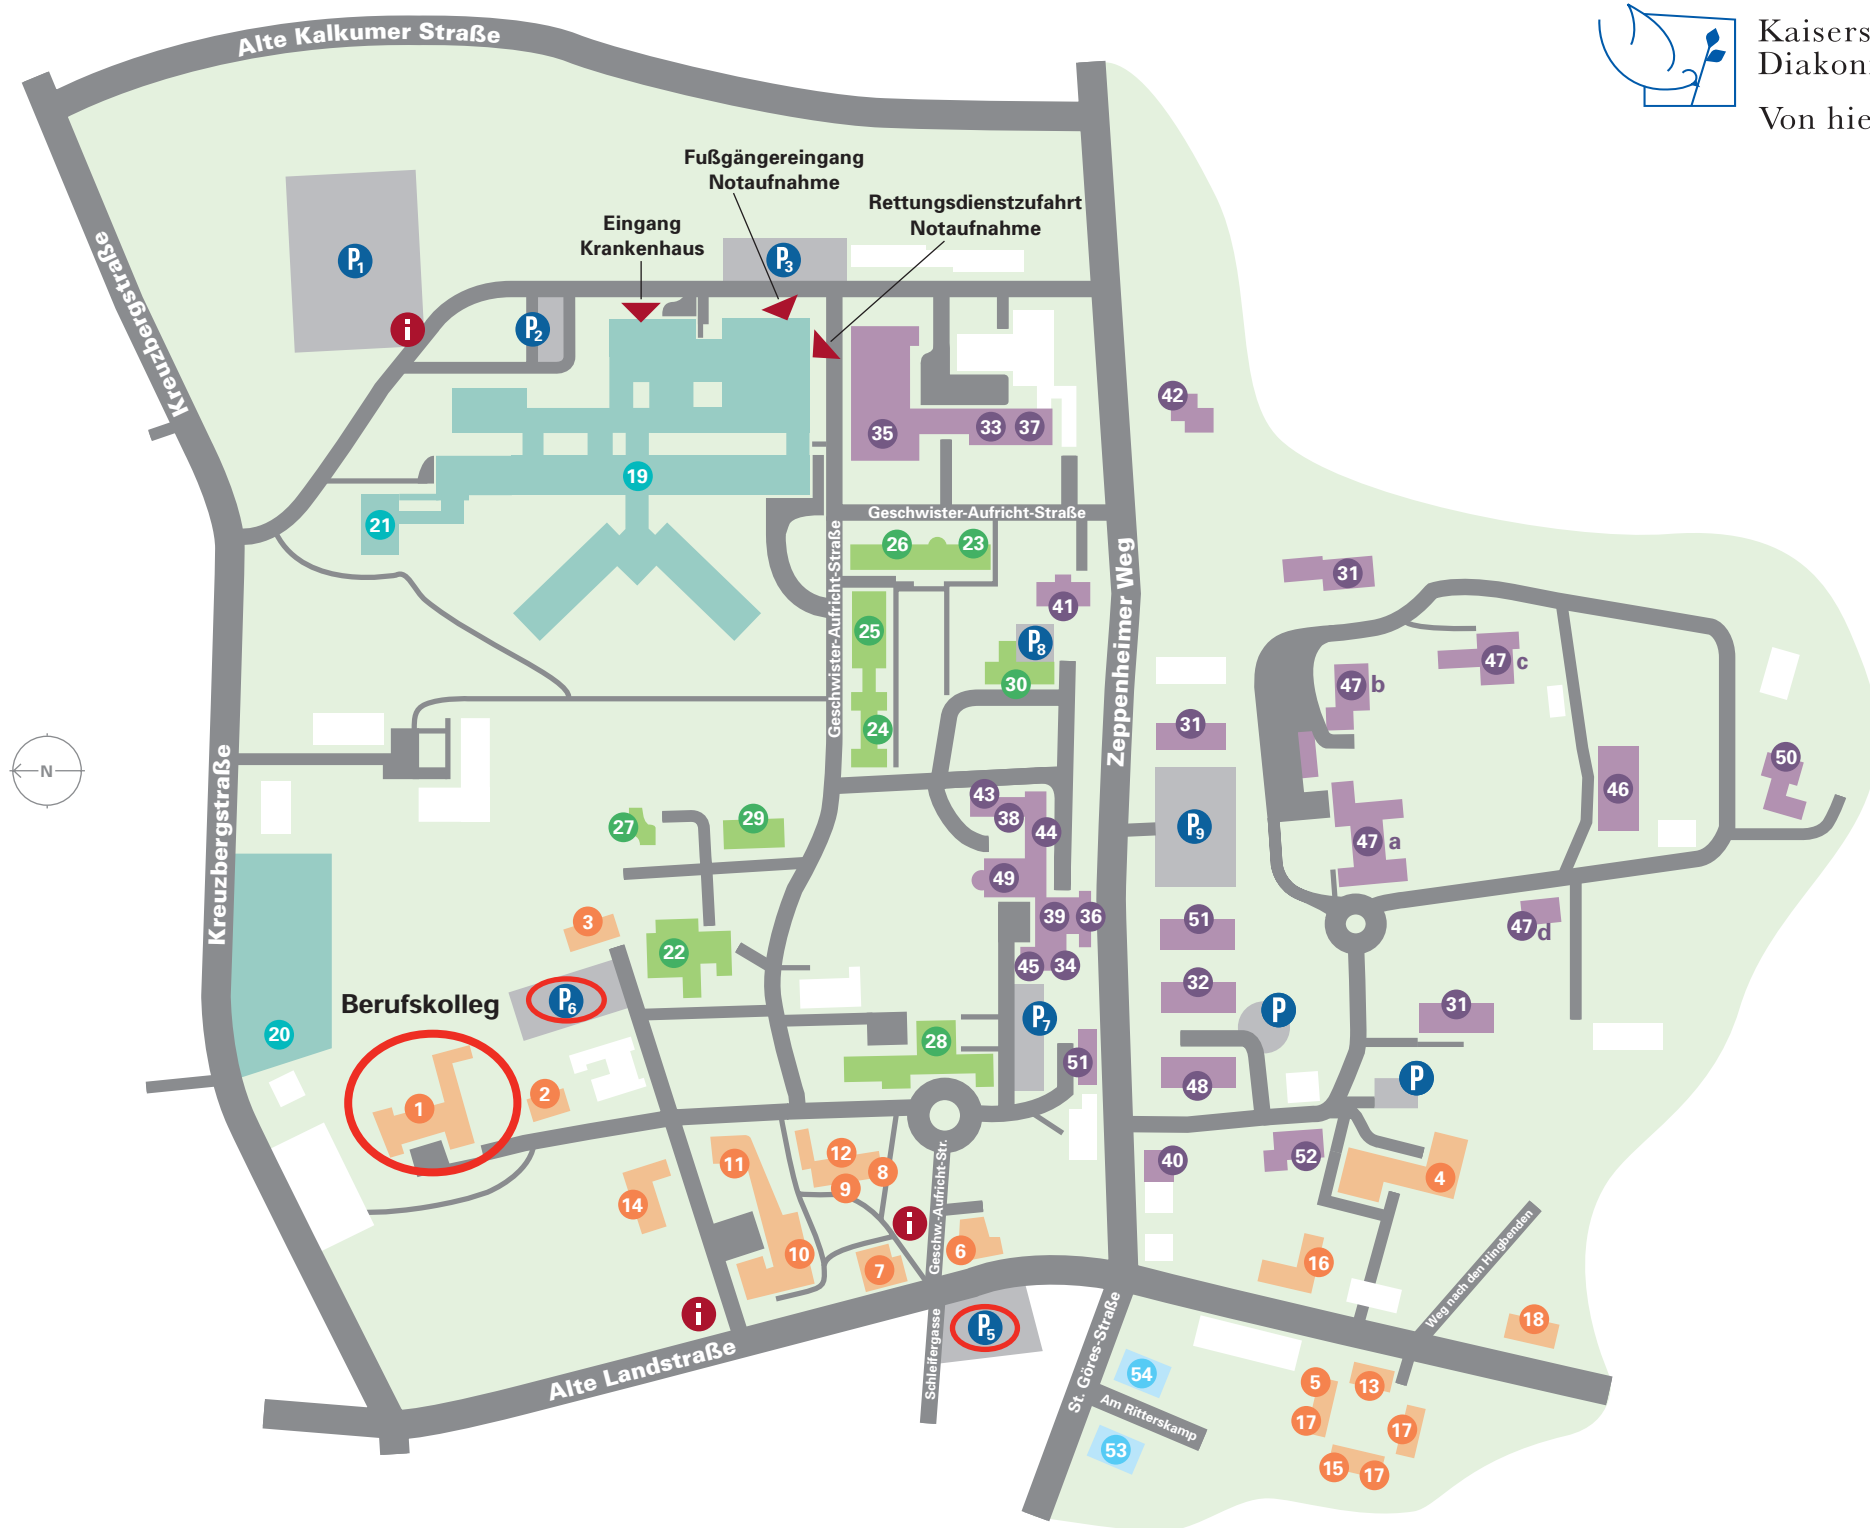 Alte Kalkumer Straße
Kaisers
Diakon
Von hie
Fußgängereingang
Notaufnahme
Rettungsdienstzufahrt
Notaufnahme
Eingang
Krankenhaus
Kreuzbergstraße
P1
P3
i
P2
42
35
33
37
19
21
Geschwister-Aufricht-Straße
26
23
Geschwister-Aufricht-Straße
Zeppenheimer Weg
31
41
25
P8
30
47 c
47 b
24
31
N
Kreuzbergstraße
50
46
43
38
44
27
29
P9
47 a
49
3
39
36
51
47 d
22
45
34
32
Berufskolleg
P6
P7
P
31
20
28
51
48
P
1
2
11
12
8
9
40
52
4
14
i
Geschw.-Aufricht-Str.
10
7
6
16
Weg nach den Hingbenden
i
P5
18
Alte Landstraße
Schleifergasse
St. Göres-Straße
54
Am Ritterskamp
53
5
13
17
17
15
17